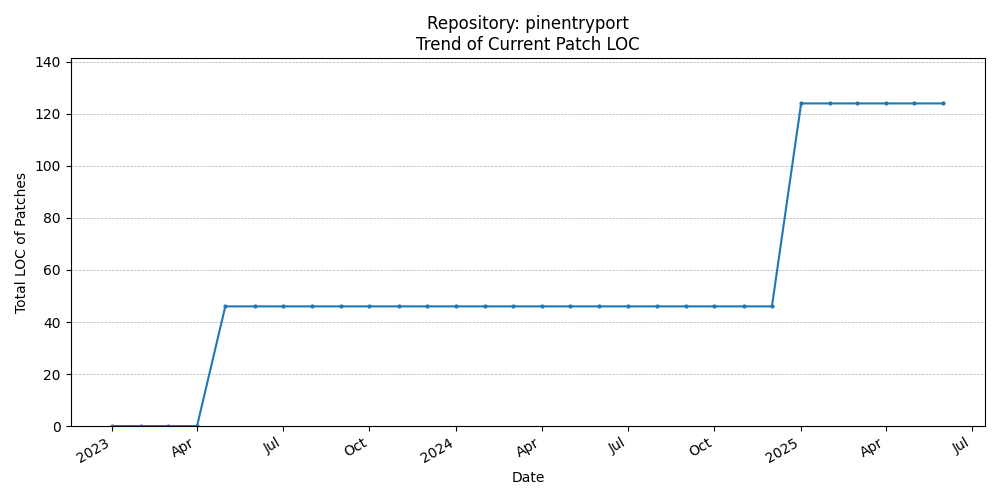 Repository: pinentryport
Trend of Current Patch LOC
Total LOC of Patches
140
120
100
80
60
40
20
0
2023
Apr
Jul
Oct
2024
Apr
Jul
Oct
2025
Apr
Jul
Date